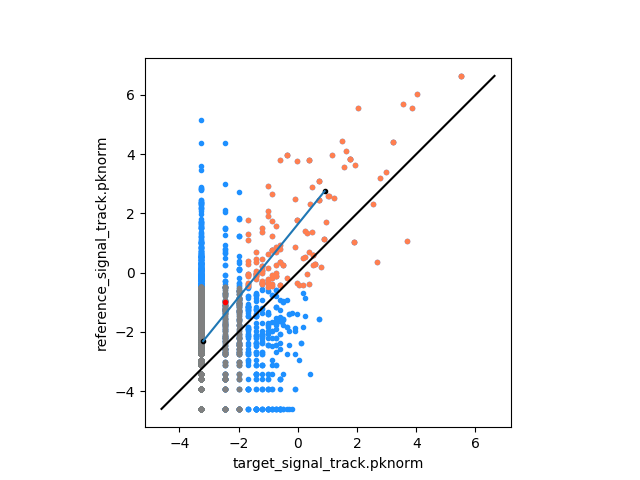 6
4
2
0
−2
−4
reference_signal_track.pknorm
−4 −2 0 2 4 6
target_signal_track.pknorm